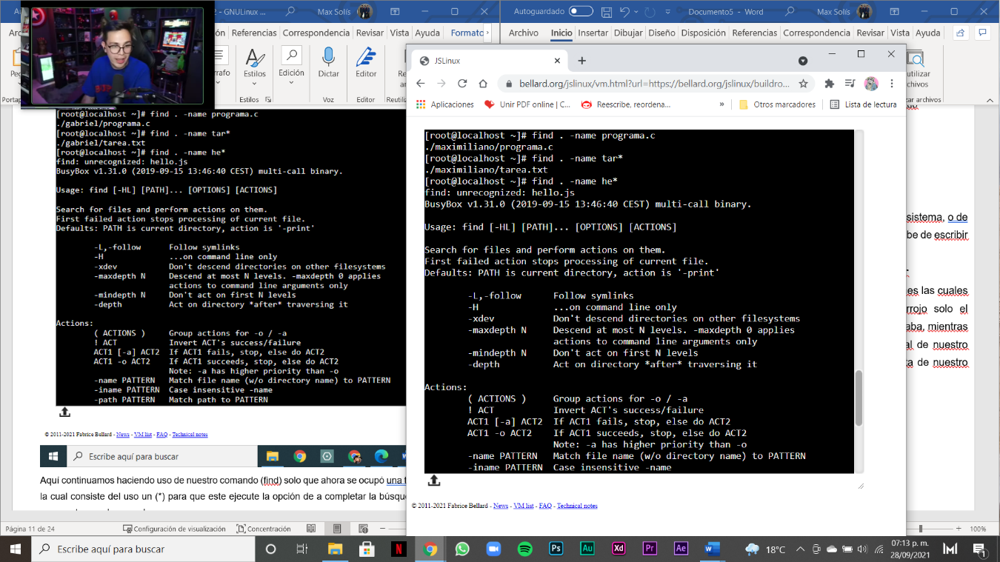 2 - GNULinux
Max Solís
Autoguardado
Documento5 - Word
Max Solís
Referencias
Correspondencia
Revisar
Vista
Ayuda
Formato
Archivo
Inicio
Insertar
Dibujar
Diseño
Disposición
Referencias
Correspondencia
Revisar
Vista
Ayuda
Estilos
Edición
Dictar
Editor
Estilos
Voz
Editor
[root@localhost ~]# find . -name programa.c
./gabriel/programa.c
[root@localhost ~]# find . -name tar*
./gabriel/tarea.txt
[root@localhost ~]# find . -name he*
find: unrecognized: hello.js
BusyBox v1.31.0 (2019-09-15 13:46:40 CEST) multi-call binary.
Usage: find [-HL] [PATH]... [OPTIONS] [ACTIONS]
Search for files and perform actions on them.
First failed action stops processing of current file.
Defaults: PATH is current directory, action is '-print'
-L,-follow Follow symlinks
-H ...on command line only
-xdev Don't descend directories on other filesystems
-maxdepth N Descend at most N levels. -maxdepth 0 applies
actions to command line arguments only
-mindepth N Don't act on first N levels
-depth Act on directory *after* traversing it
Actions:
( ACTIONS ) Group actions for -o / -a
! ACT Invert ACT's success/failure
ACT1 [-a] ACT2 If ACT1 fails, stop, else do ACT2
ACT1 -o ACT2 If ACT1 succeeds, stop, else do ACT2
Note: -a has higher priority than -o
-name PATTERN Match file name (w/o directory name) to PATTERN
-iname PATTERN Case insensitive -name
-path PATTERN Match path to PATTERN
© 2011-2021 Fabrice Bellard - News - VM list - FAQ - Technical notes
Escribe aquí para buscar
Aquí continuamos haciendo uso de nuestro comando (find) solo que ahora se ocupó una
la cual consiste del uso un (*) para que este ejecute la opción de a completar la búsqu
Página 11 de 24
Configuración de visualización
Concentración
JSLinux
bellard.org/jslinux/vm.html?url=https://bellard.org/jslinux/buildro...
Aplicaciones
Unir PDF online | C...
Reescribe, reordena...
»
Otros marcadores
Lista de lectura
[root@localhost ~]# find . -name programa.c
./maximiliano/programa.c
[root@localhost ~]# find . -name tar*
./maximiliano/tarea.txt
[root@localhost ~]# find . -name he*
find: unrecognized: hello.js
BusyBox v1.31.0 (2019-09-15 13:46:40 CEST) multi-call binary.
Usage: find [-HL] [PATH]... [OPTIONS] [ACTIONS]
Search for files and perform actions on them.
First failed action stops processing of current file.
Defaults: PATH is current directory, action is '-print'
-L,-follow Follow symlinks
-H ...on command line only
-xdev Don't descend directories on other filesystems
-maxdepth N Descend at most N levels. -maxdepth 0 applies
actions to command line arguments only
-mindepth N Don't act on first N levels
-depth Act on directory *after* traversing it
Actions:
( ACTIONS ) Group actions for -o / -a
! ACT Invert ACT's success/failure
ACT1 [-a] ACT2 If ACT1 fails, stop, else do ACT2
ACT1 -o ACT2 If ACT1 succeeds, stop, else do ACT2
Note: -a has higher priority than -o
-name PATTERN Match file name (w/o directory name) to PATTERN
-iname PATTERN Case insensitive -name
© 2011-2021 Fabrice Bellard - News - VM list - FAQ - Technical notes
utilizar
chivos
zar archivos
sistema, o de
be de escribir
es las cuales
rrojo solo el
aba, mientras
al de nuestro
a de nuestro
100%
Escribe aquí para buscar
N
Ps
Au
Xd
Pr
Ae
18°C
07:13 p. m.
28/09/2021
1